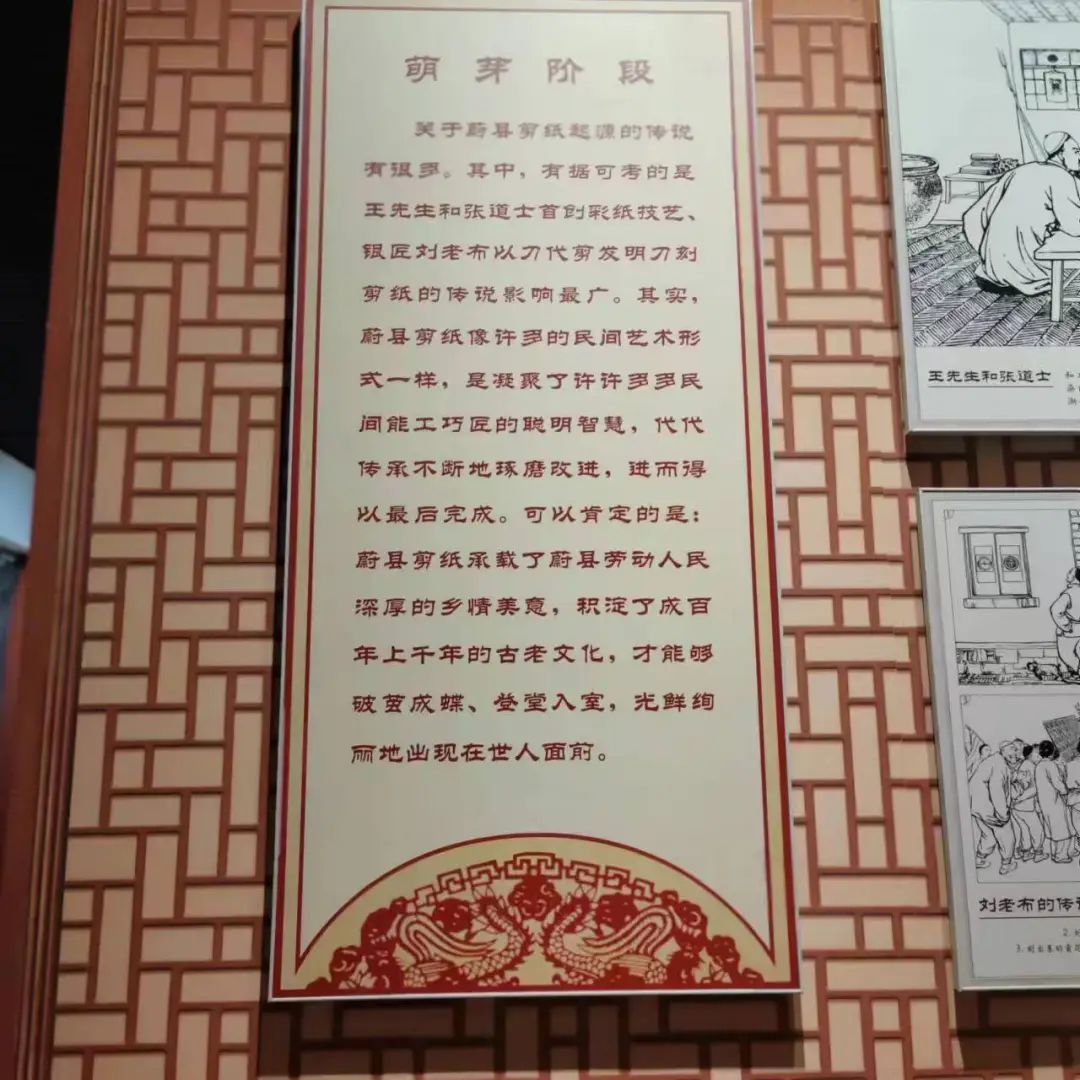 萌芽阶段
关于蔚县剪纸起源的传说
有很多。其中，有据可考的是
王先生和张道士首创彩纸技艺、
银匠刘老布以刀代剪发明刀刻
剪纸的传说影响最广。其实，
蔚县剪纸像许多的民间艺术形
式一样，是凝聚了许许多多民
间能工巧匠的聪明智慧，代代
传承不断地琢磨改进，进而得
以最后完成。可以肯定的是：
蔚县剪纸承载了蔚县劳动人民
深厚的乡情美意，积淀了成百
年上千年的古老文化，才能够
破茧成蝶、登堂入室，光鲜绚
丽地出现在世人面前。
王先生和张道士
刘老布的传说